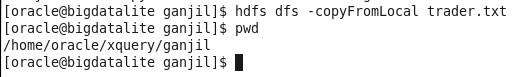 [oracle@bigdatalite ganjil]$ hdfs dfs -copyFromLocal trader.txt
[oracle@bigdatalite ganjil]$ pwd
/home/oracle/xquery/ganjil
[oracle@bigdatalite ganjil]$